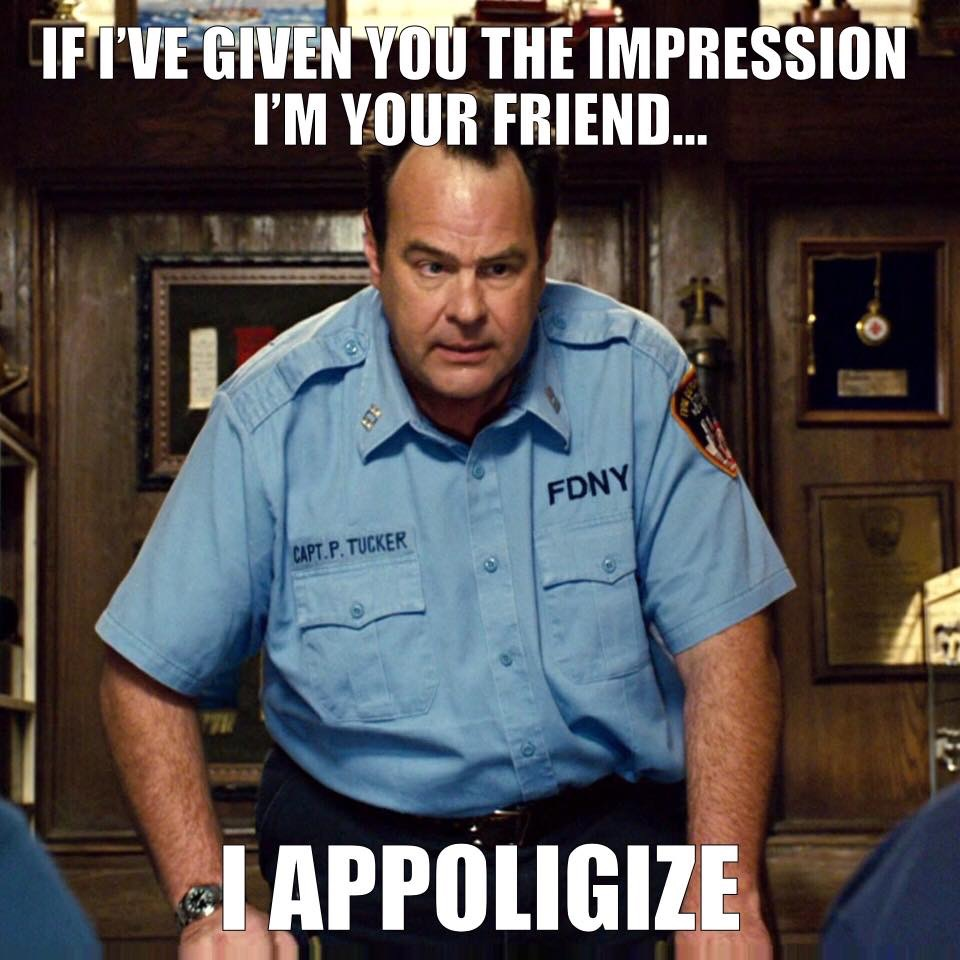 IF I'VE GIVEN YOU THE IMPRESSION
I'M YOUR FRIEND...
FDNY
CAPT. P. TUCKER
I APPOLIGIZE